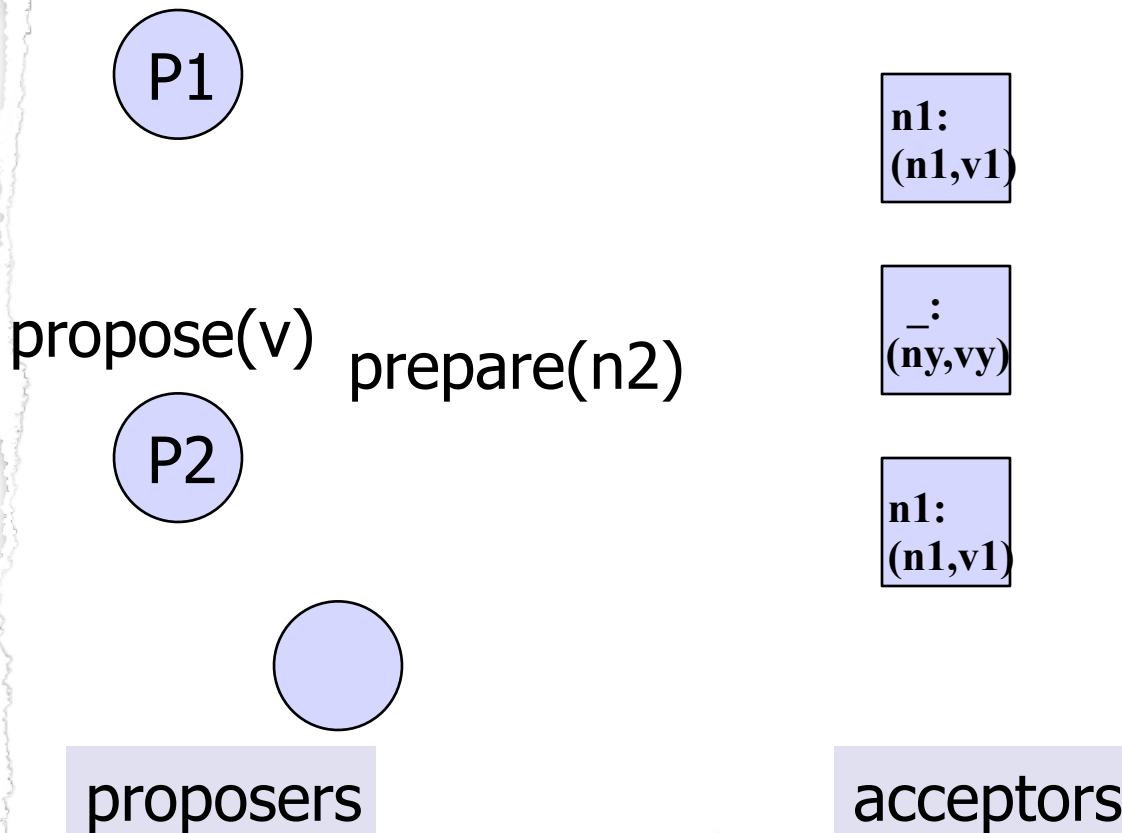 P1
n1:
(n1,v1)
_:
(ny,vy)
propose(v)
prepare(n2)
P2
n1:
(n1,v1)
proposers
acceptors